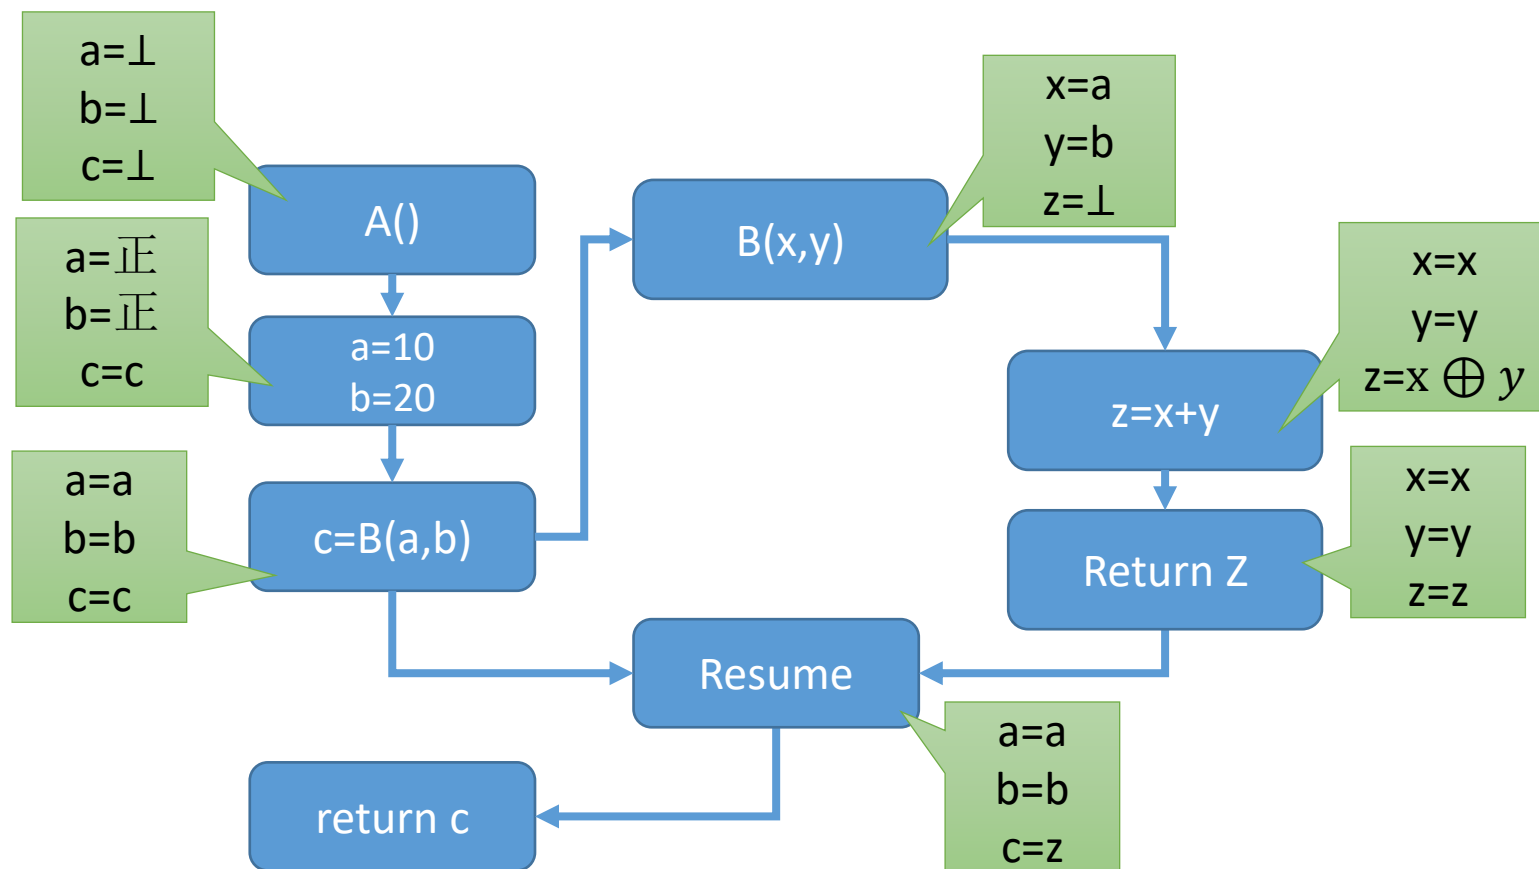 a=⊥
b=⊥
c=⊥
A()
a=正
b=正
c=c
a=10
b=20
a=a
b=b
c=c
c=B(a,b)
x=a
y=b
z=⊥
B(x,y)
x=x
y=y
z=x ⊕ y
z=x+y
x=x
y=y
z=z
Return Z
Resume
a=a
b=b
c=z
return c